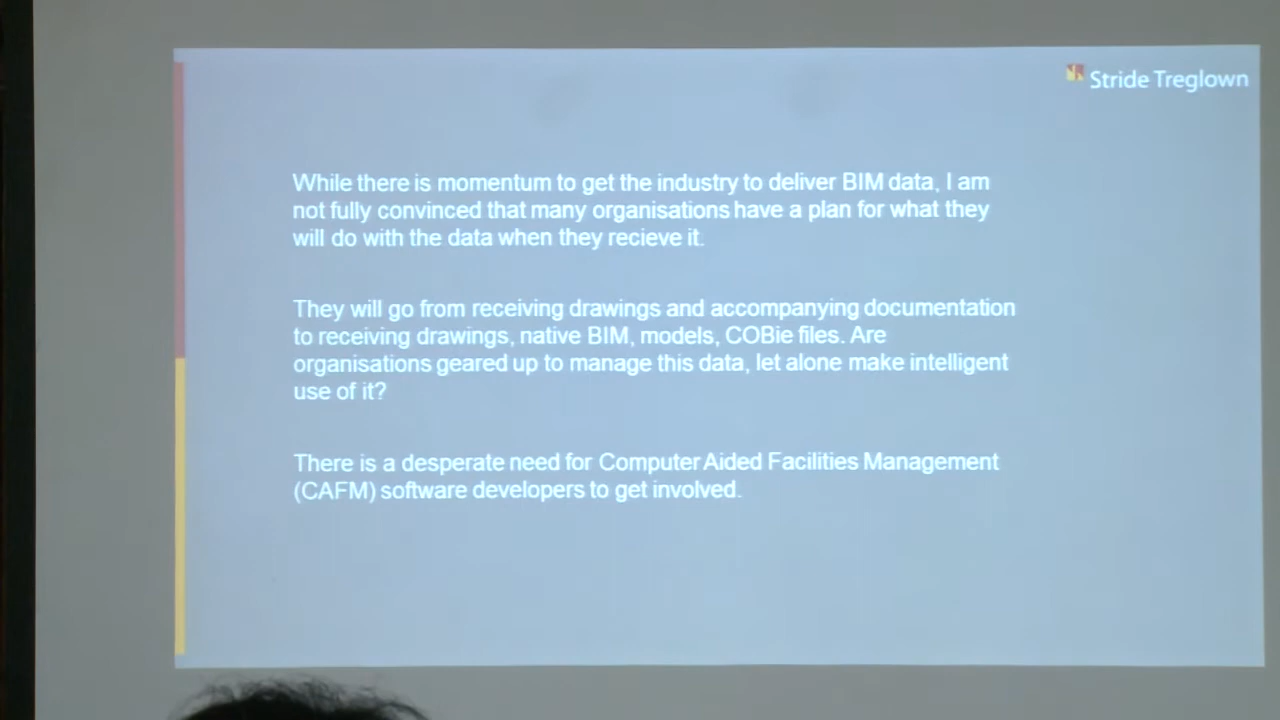 Stride Treglown
While there is momentum to get the industry to deliver BIM data, I am
not fully convinced that many organisations have a plan for what they
will do with the data when they recieve it.
They will go from receiving drawings and accompanying documentation
to receiving drawings, native BIM, models, COBie files. Are
organisations geared up to manage this data, let alone make intelligent
use of it?
There is a desperate need for Computer Aided Facilities Management
(CAFM) software developers to get involved.